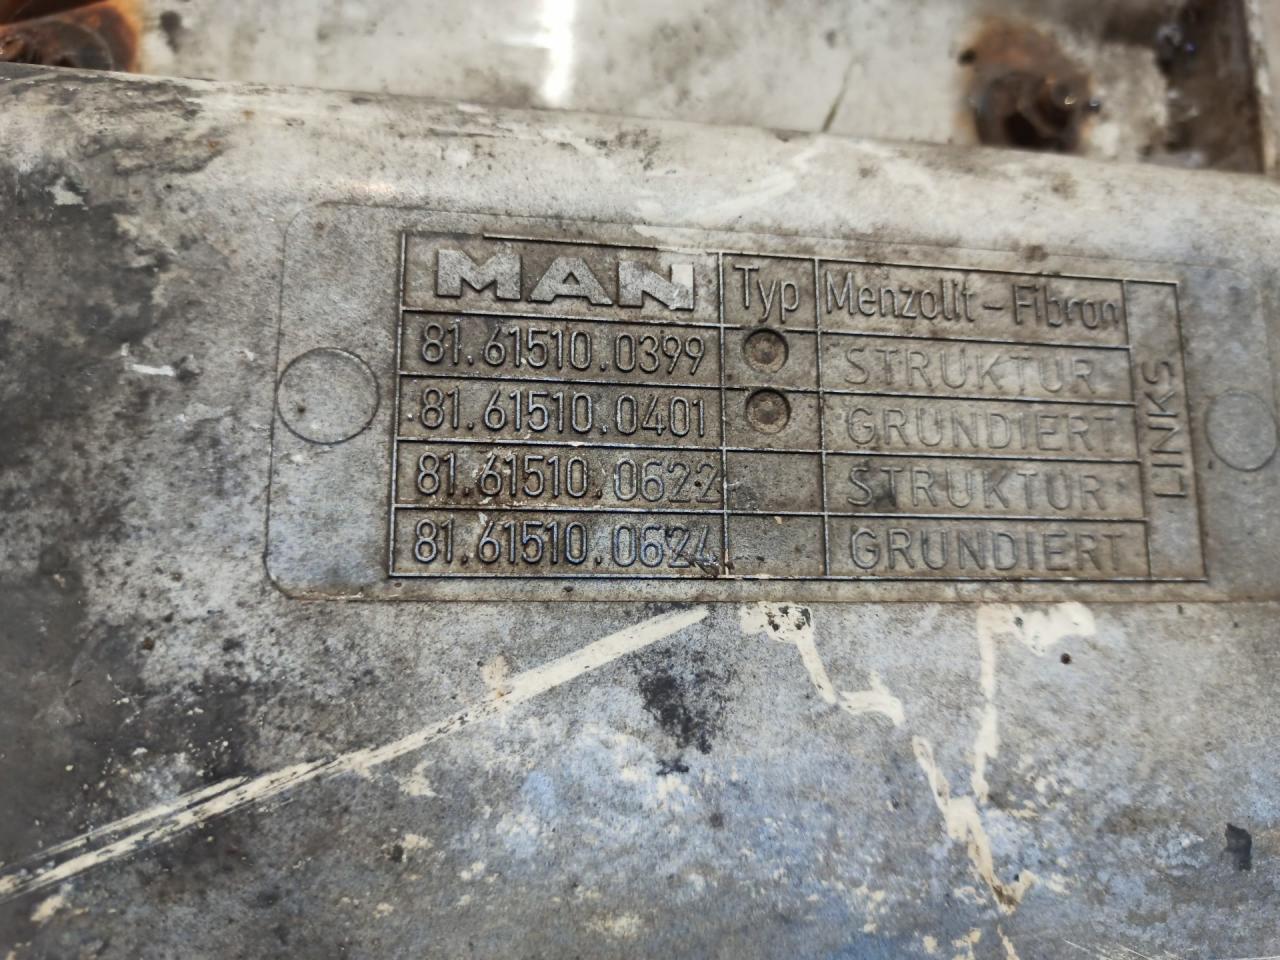 MAN Typ Menzolit-Fibron
81.61510.0399 STRUKTUR
81.61510.0401 GRUNDIERT
81.61510.0622 STRUKTUR
81.61510.0624 GRUNDIERT
LINKS